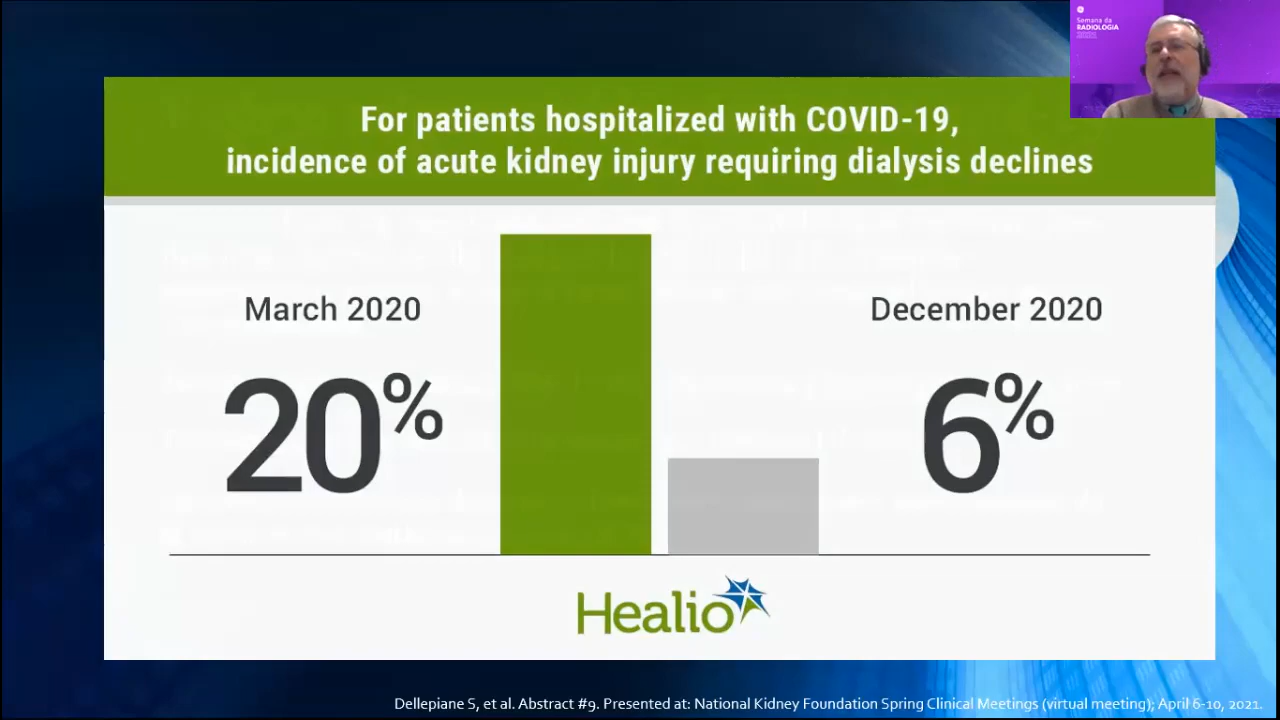 Semana da
RADIOLOGIA
For patients hospitalized with COVID-19,
incidence of acute kidney injury requiring dialysis declines
March 2020
20%
December 2020
6%
Healio
Dellepiane S, et al. Abstract #9. Presented at: National Kidney Foundation Spring Clinical Meetings (virtual meeting); April 6-10, 2021.